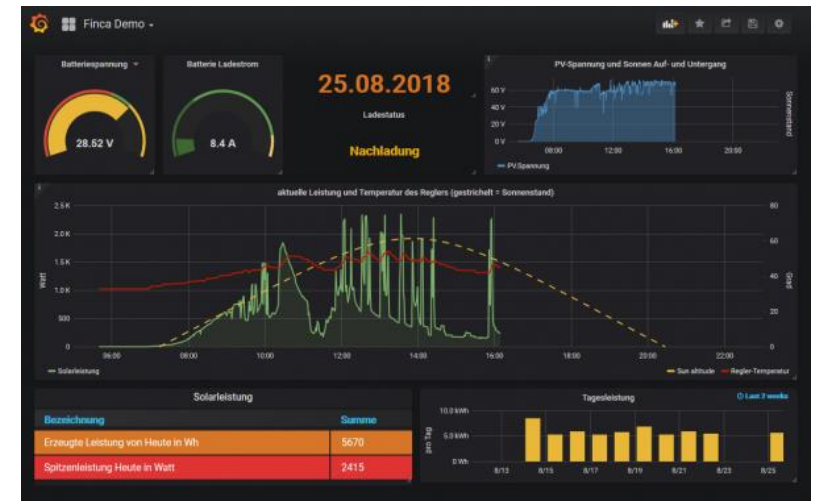 Finca Demo
Batteriespannung
28.52 V
Batterie Ladestrom
8.4 A
25.08.2018
Ladestatus
Nachladung
PV-Spannung und Sonnen Auf- und Untergang
60 V
40 V
20 V
0 V
08:00 12:00 16:00 20:00
Sonnenstand
PV-Spannung
aktuelle Leistung und Temperatur des Reglers (gestrichelt = Sonnenstand)
2.5 K
2.0 K
1.5 K
1.0 K
500
0
Watt
80
60
40
20
0
Grad
06:00 08:00 10:00 12:00 14:00 16:00 18:00 20:00 22:00
Solarleistung
Sun altitude Regler-Temperatur
Solarleistung
Bezeichnung Summe
Erzeugte Leistung von Heute in Wh 5670
Spitzenleistung Heute in Watt 2415
Tagesleistung
Last 2 weeks
10.0 kWh
5.0 kWh
0 Wh
pro Tag
8/13 8/15 8/17 8/19 8/21 8/23 8/25